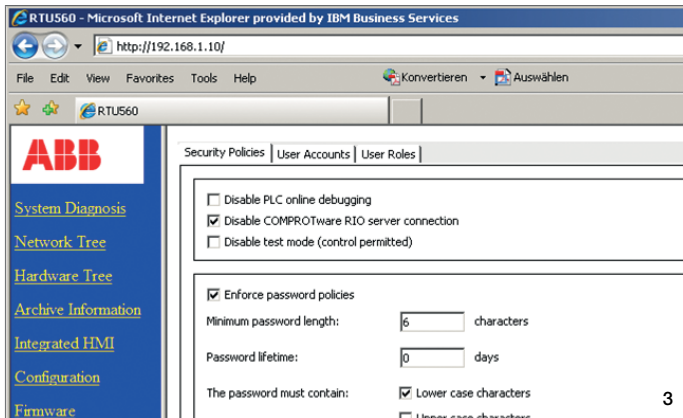 RTU560 - Microsoft Internet Explorer provided by IBM Business Services
http://192.168.1.10/
File Edit View Favorites Tools Help Konvertieren Auswählen
RTU560
ABB
Security Policies User Accounts User Roles
System Diagnosis
Network Tree
Hardware Tree
Archive Information
Integrated HMI
Configuration
Firmware
Disable PLC online debugging
Disable COMPROTware RIO server connection
Disable test mode (control permitted)
Enforce password policies
Minimum password length: 6 characters
Password lifetime: 0 days
The password must contain: Lower case characters
Upper case characters
3